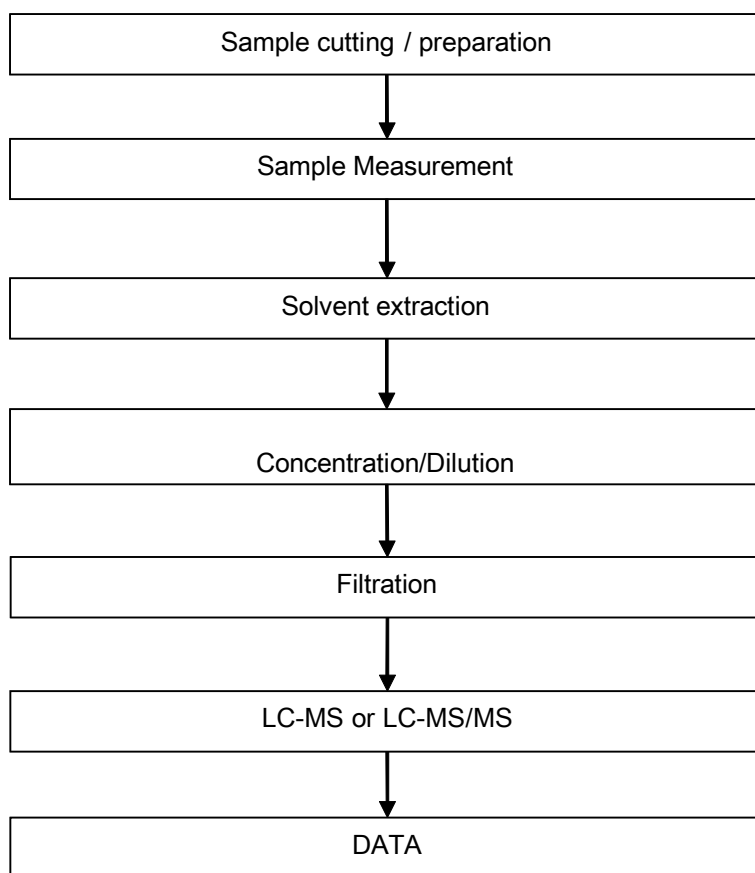 Sample cutting / preparation
Sample Measurement
Solvent extraction
Concentration/Dilution
Filtration
LC-MS or LC-MS/MS
DATA